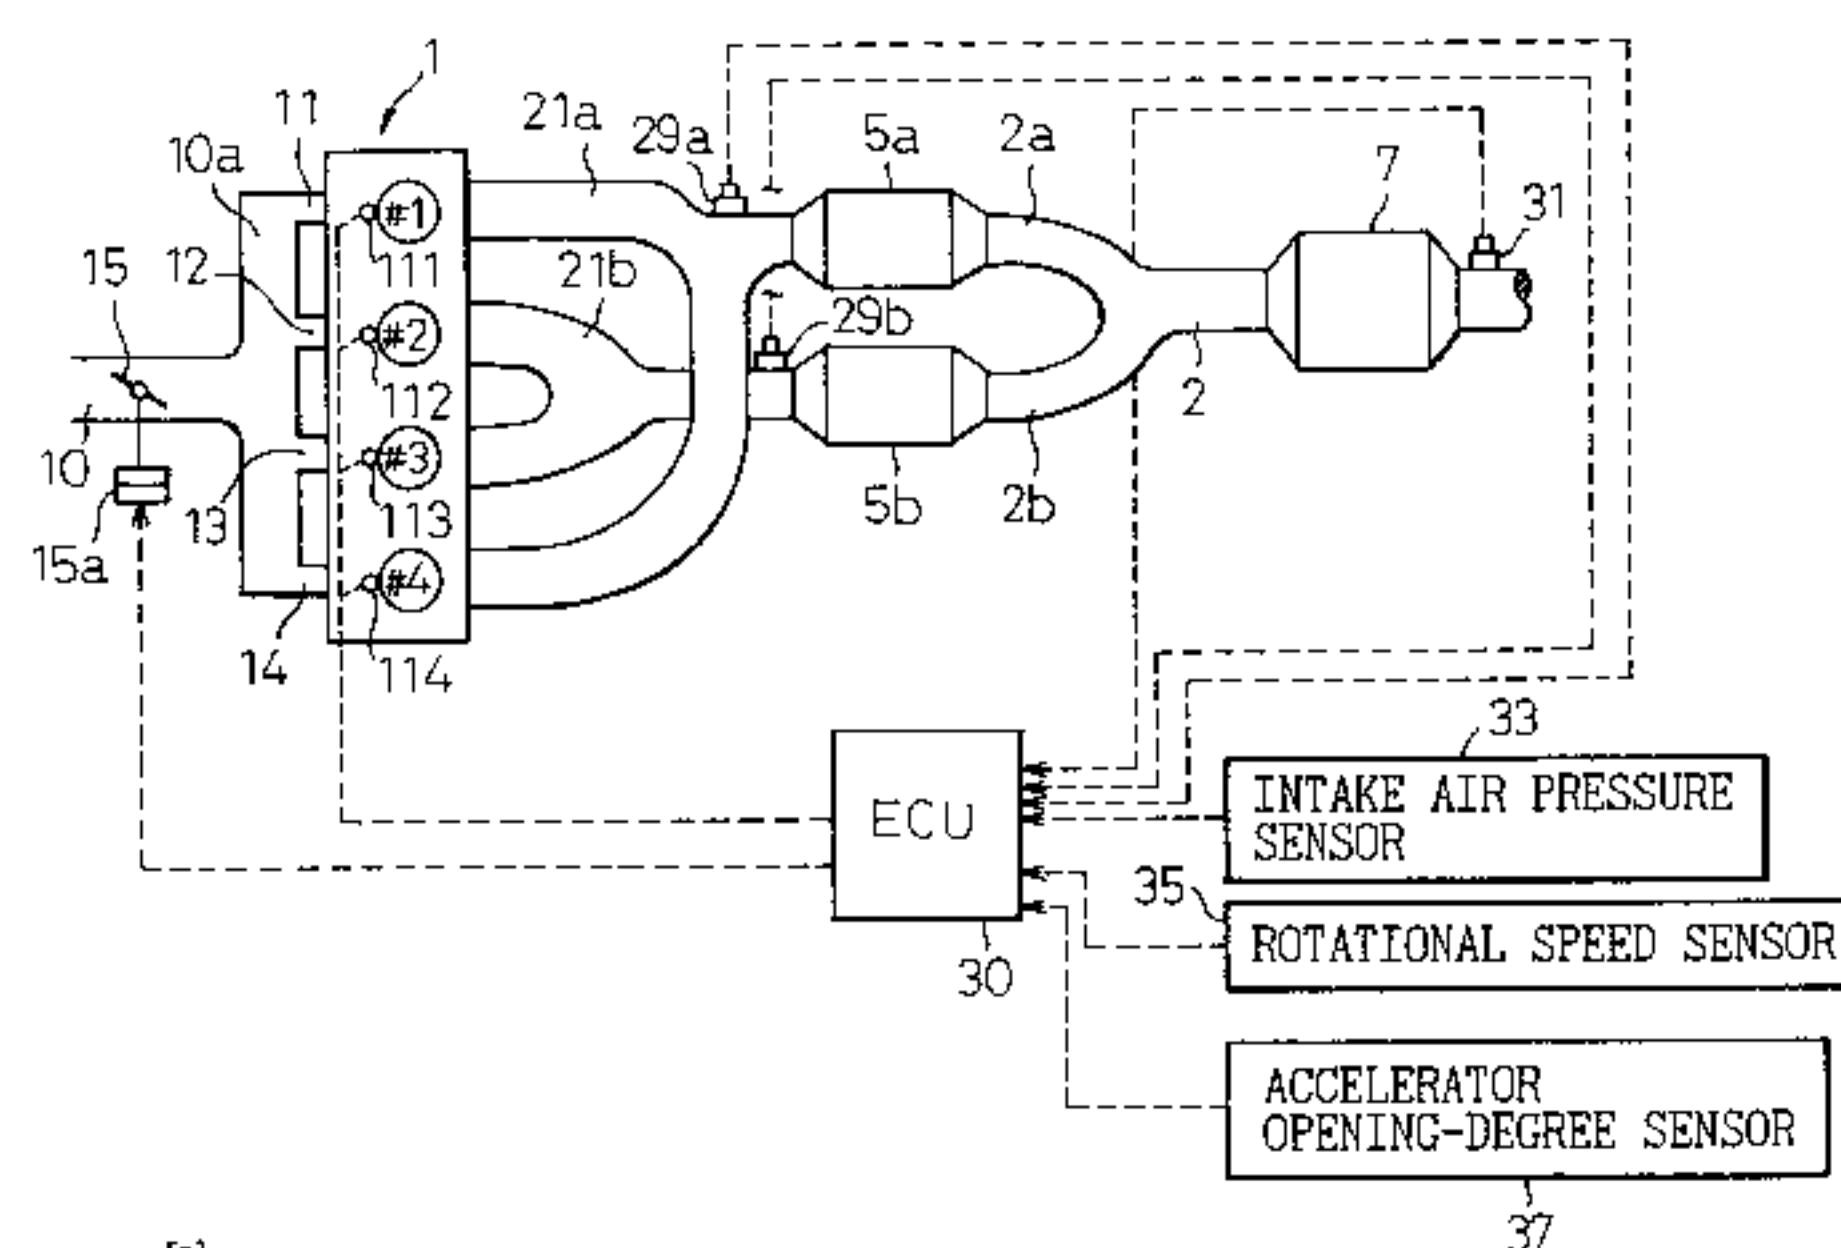 1
11
21a
29a
5a
2a
7
31
10a
#1
111
21b
12
15
#2
29b
112
2
10
#3
13
113
5b
2b
15a
#4
14
114
33
INTAKE AIR PRESSURE
SENSOR
ECU
35
ROTATIONAL SPEED SENSOR
30
ACCELERATOR
OPENING-DEGREE SENSOR
37